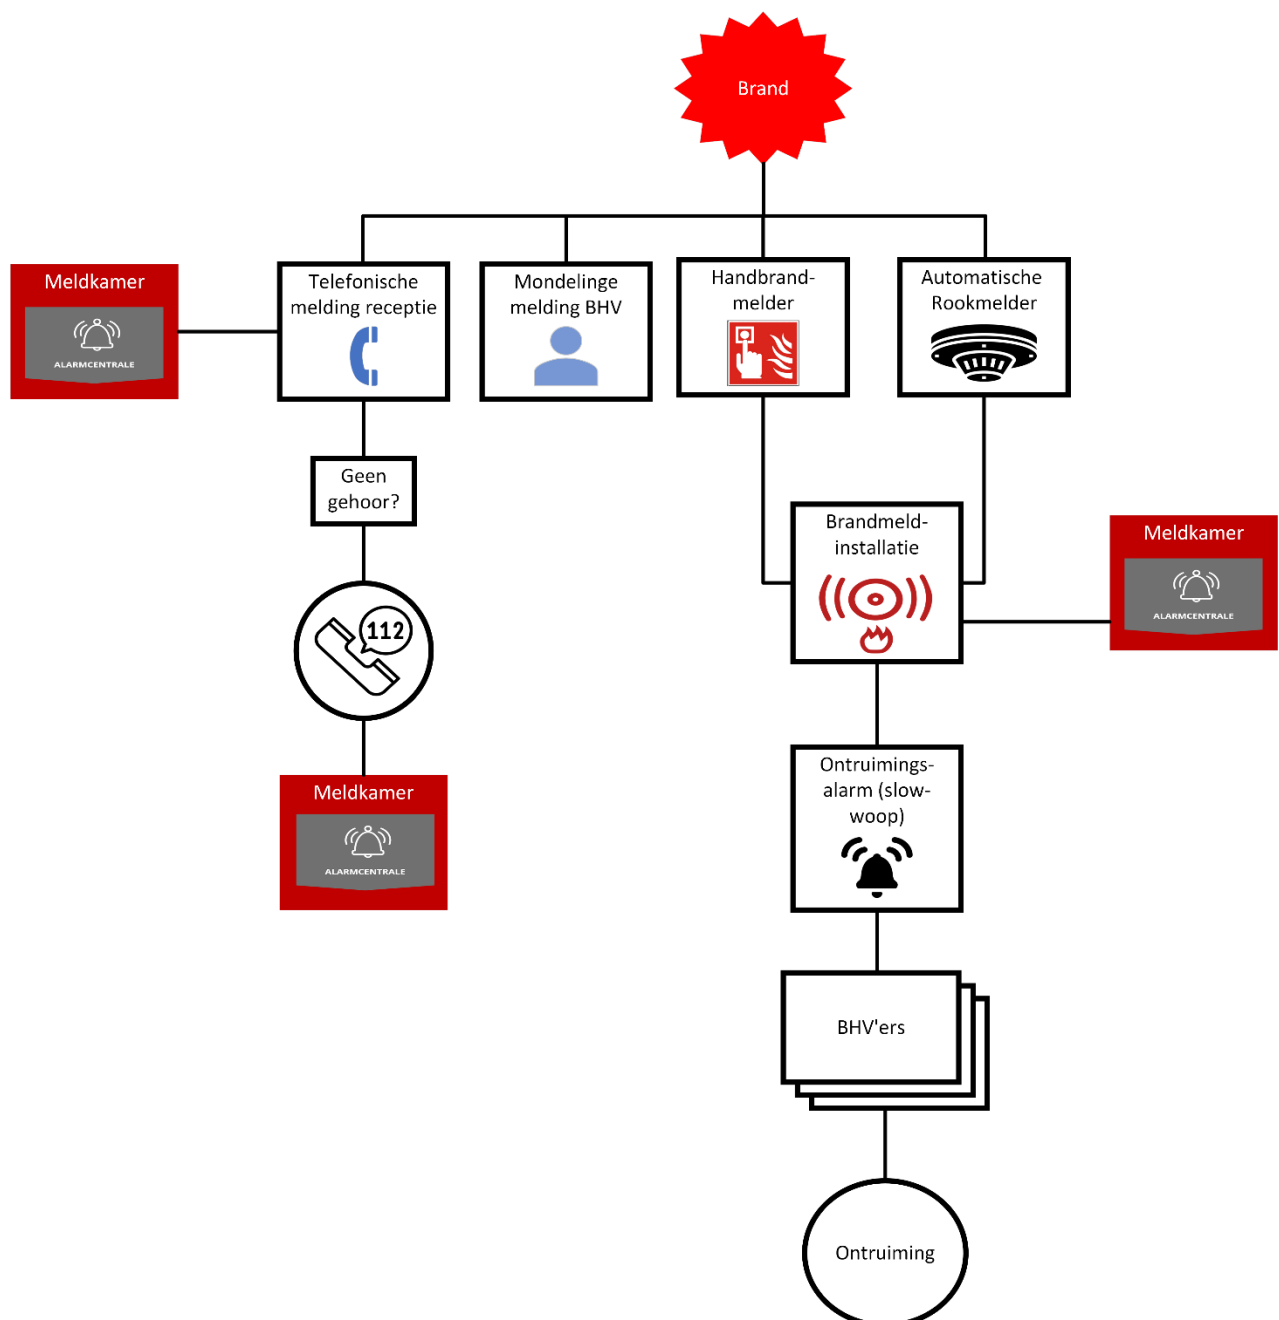 Brand
Meldkamer
ALARMCENTRALE
Telefonische
melding receptie
Mondelinge
melding BHV
Handbrand-
melder
Automatische
Rookmelder
Geen
gehoor?
112
Meldkamer
ALARMCENTRALE
Brandmeld-
installatie
Meldkamer
ALARMCENTRALE
Ontruimings-
alarm (slow-
woop)
BHV'ers
Ontruiming